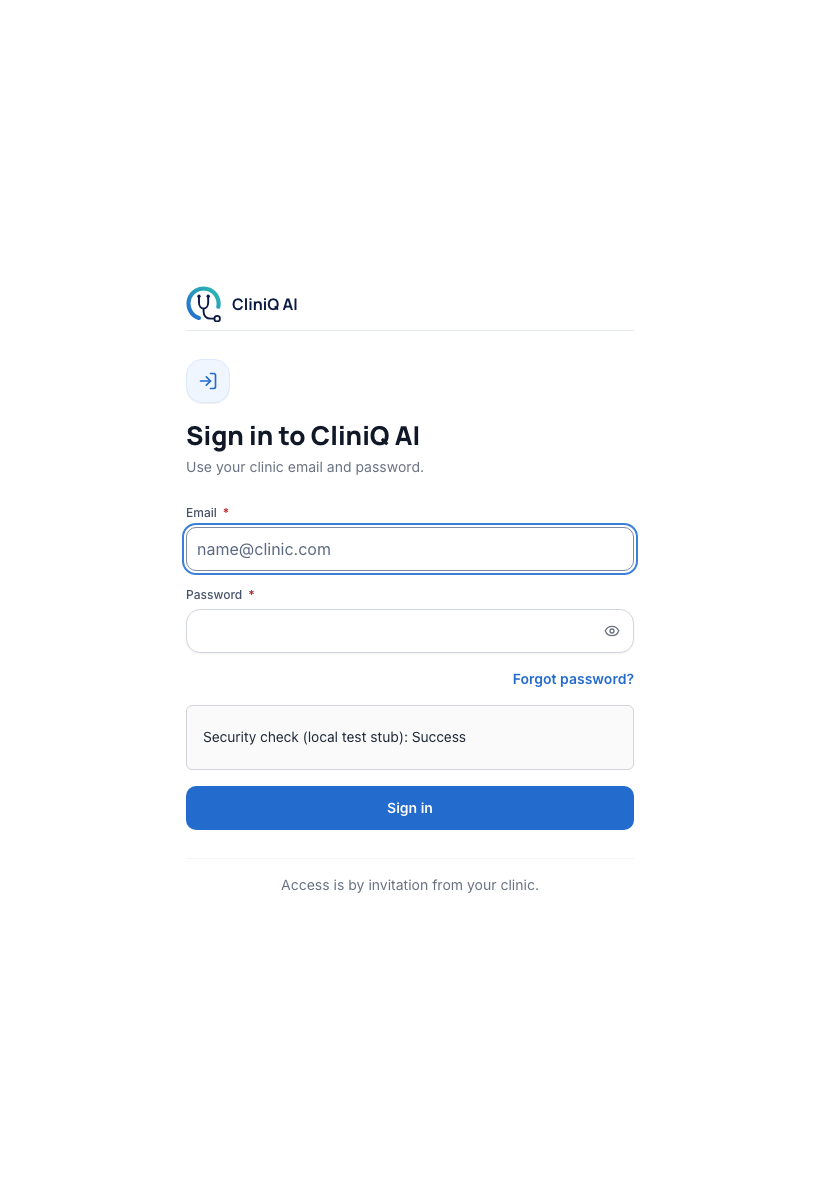 CliniQ AI
Sign in to CliniQ AI
Use your clinic email and password.
Email *
name@clinic.com
Password *
Forgot password?
Security check (local test stub): Success
Sign in
Access is by invitation from your clinic.